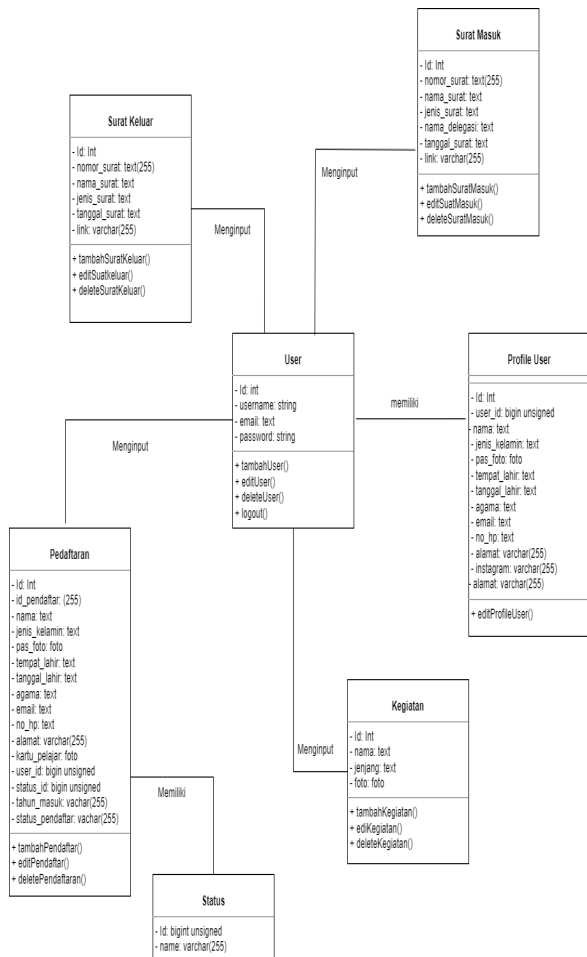 Surat Masuk
- Id: Int
- nomor_surat: text(255)
- nama_surat: text
- jenis_surat: text
- nama_delegasi: text
- tanggal_surat: text
- link: varchar(255)
+ tambahSuratMasuk()
+ editSuatMasuk()
+ deleteSuratMasuk()
Surat Keluar
- Id: Int
- nomor_surat: text(255)
- nama_surat: text
- jenis_surat: text
- tanggal_surat: text
- link: varchar(255)
+ tambahSuratKeluar()
+ editSuatkeluar()
+ deleteSuratKeluar()
Menginput
Menginput
User
- Id: int
- username: string
- email: text
- password: string
+ tambahUser()
+ editUser()
+ deleteUser()
+ logout()
memiliki
Profile User
- Id: Int
- user_id: bigin unsigned
- nama: text
- jenis_kelamin: text
- pas_foto: foto
- tempat_lahir: text
- tanggal_lahir: text
- agama: text
- email: text
- no_hp: text
- alamat: varchar(255)
- instagram: varchar(255)
- alamat: varchar(255)
+ editProfileUser()
Menginput
Pedaftaran
- Id: Int
- id_pendaftar: (255)
- nama: text
- jenis_kelamin: text
- pas_foto: foto
- tempat_lahir: text
- tanggal_lahir: text
- agama: text
- email: text
- no_hp: text
- alamat: varchar(255)
- kartu_pelajar: foto
- user_id: bigin unsigned
- status_id: bigin unsigned
- tahun_masuk: vachar(255)
- status_pendaftar: vachar(255)
+ tambahPendaftar()
+ editPendaftar()
+ deletePendaftaran()
Menginput
Kegiatan
- Id: Int
- nama: text
- jenjang: text
- foto: foto
+ tambahKegiatan()
+ ediKegiatan()
+ deleteKegiatan()
Memiliki
Status
- Id: bigint unsigned
- name: varchar(255)